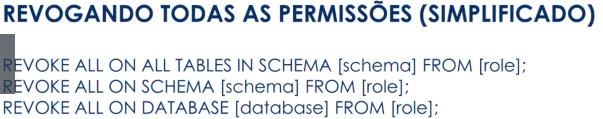 REVOGANDO TODAS AS PERMISSÕES (SIMPLIFICADO)
REVOKE ALL ON ALL TABLES IN SCHEMA [schema] FROM [role];
REVOKE ALL ON SCHEMA [schema] FROM [role];
REVOKE ALL ON DATABASE [database] FROM [role];